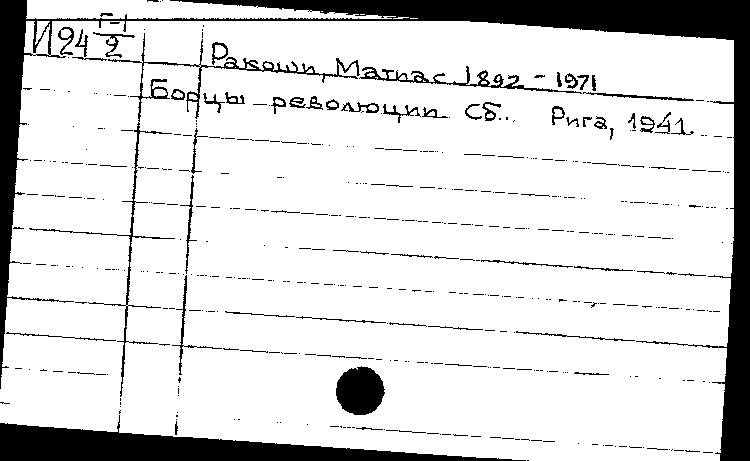 И24 Г-1/2
Ракоши, Матиас 1892 - 1971
Борцы революции. Сб.. Рига, 1941.